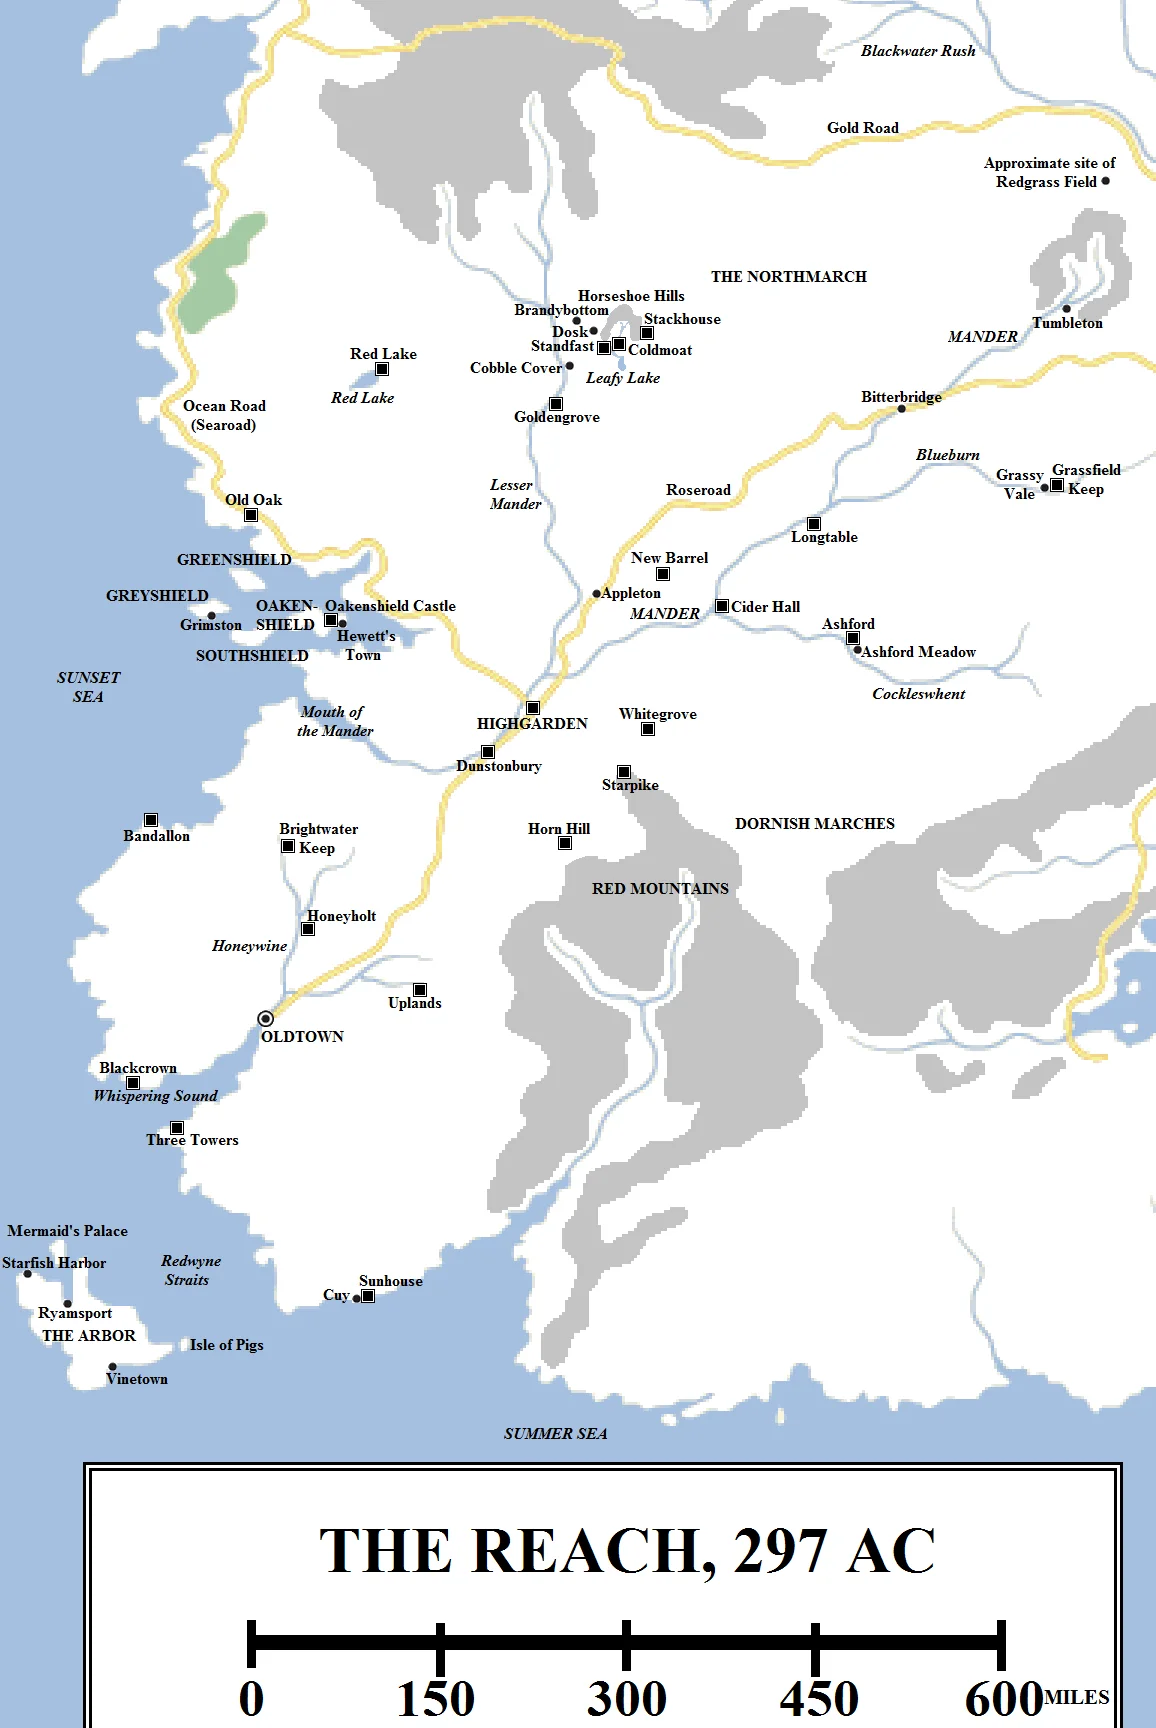 Blackwater Rush
Gold Road
Approximate site of
Redgrass Field
THE NORTHMARCH
Horseshoe Hills
Brandybottom
Stackhouse
Dosk
Standfast
Coldmoat
Tumbleton
MANDER
Red Lake
Cobble Cover
Leafy Lake
Red Lake
Goldengrove
Bitterbridge
Ocean Road
(Searoad)
Blueburn
Grassy
Vale
Grassfield
Keep
Lesser
Mander
Roseroad
Old Oak
Longtable
GREENSHIELD
New Barrel
GREYSHIELD
Appleton
OAKEN-
SHIELD
Oakenshield Castle
MANDER
Cider Hall
Grimston
Hewett's
Town
Ashford
SOUTHSHIELD
Ashford Meadow
SUNSET
SEA
Cockleswhent
Mouth of
the Mander
HIGHGARDEN
Whitegrove
Dunstonbury
Starpike
Bandallon
Brightwater
Keep
Horn Hill
DORNISH MARCHES
RED MOUNTAINS
Honeyholt
Honeywine
Uplands
OLDTOWN
Blackcrown
Whispering Sound
Three Towers
Mermaid's Palace
Starfish Harbor
Redwyne
Straits
Sunhouse
Cuy
Ryamsport
THE ARBOR
Isle of Pigs
Vinetown
SUMMER SEA
THE REACH, 297 AC
0 150 300 450 600 MILES